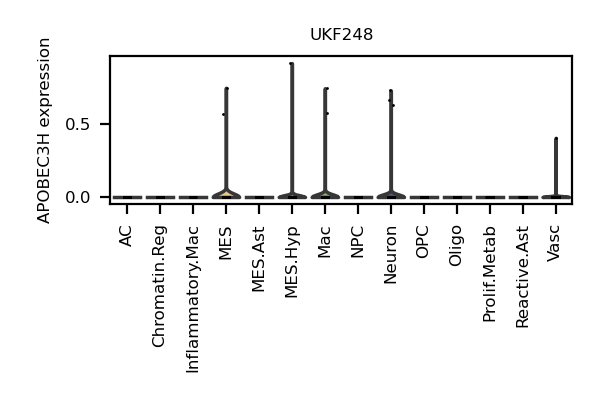 UKF248
APOBEC3H expression
0.5
0.0
AC
Chromatin.Reg
Inflammatory.Mac
MES
MES.Ast
MES.Hyp
Mac
NPC
Neuron
OPC
Oligo
Prolif.Metab
Reactive.Ast
Vasc